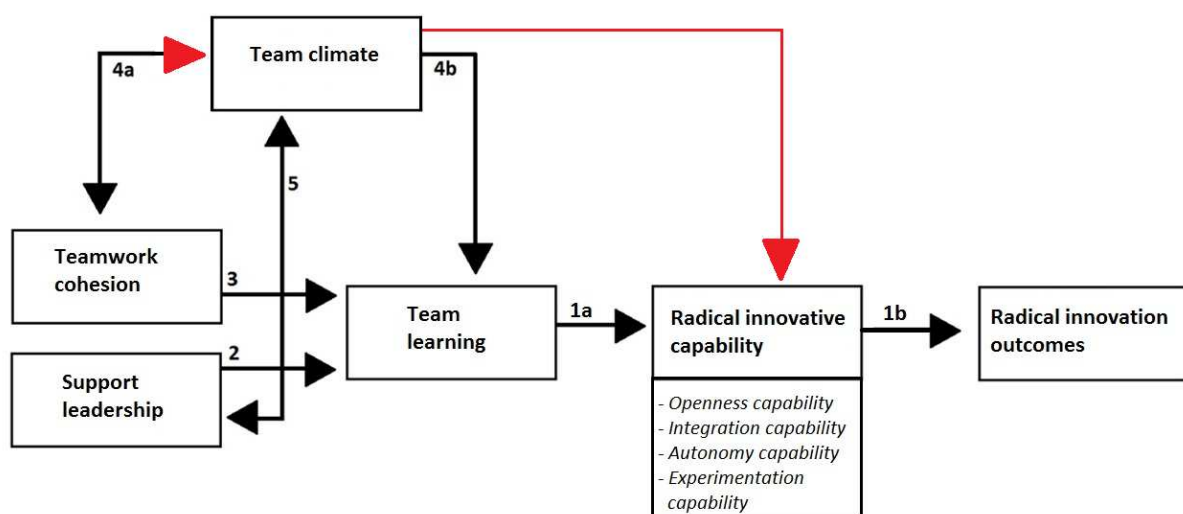 Team climate
4a
4b
5
Teamwork
cohesion
3
Support
leadership
2
Team
learning
1a
Radical innovative
capability
- Openness capability
- Integration capability
- Autonomy capability
- Experimentation
capability
1b
Radical innovation
outcomes